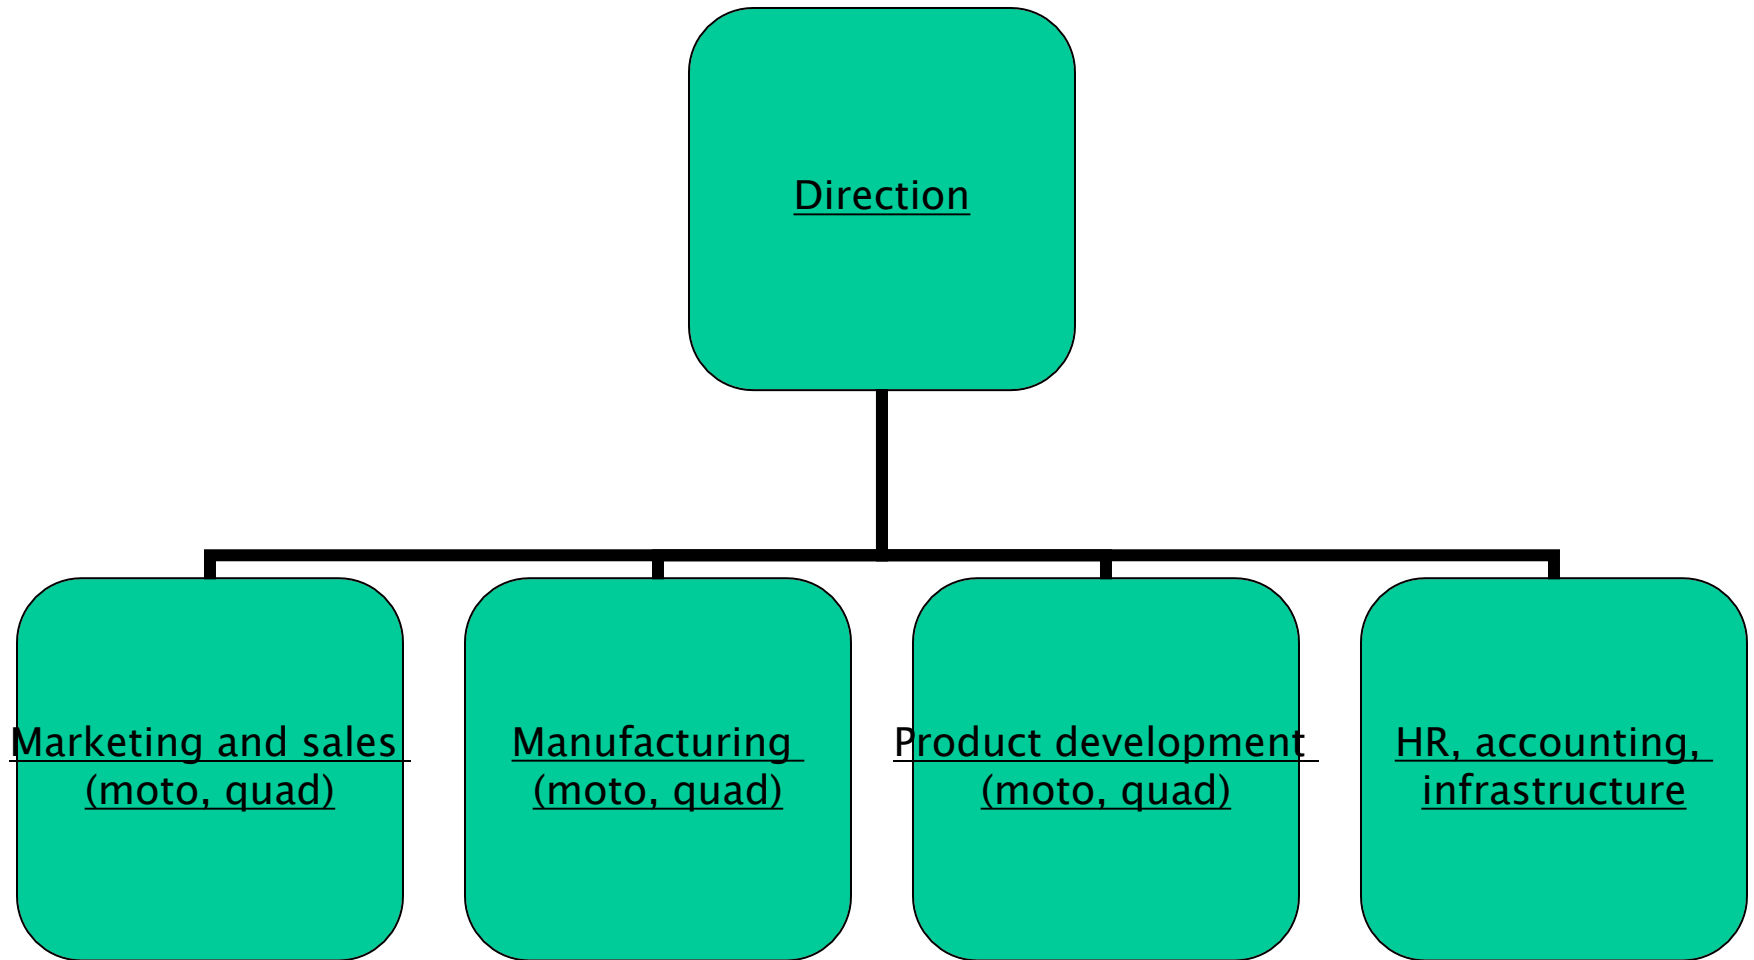 Direction
Marketing and sales
(moto, quad)
Manufacturing
(moto, quad)
Product development
(moto, quad)
HR, accounting,
infrastructure